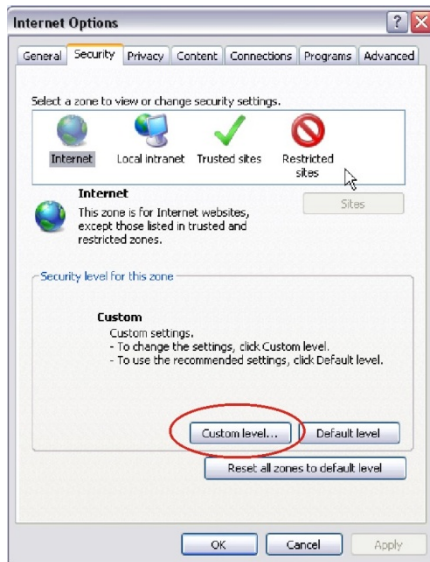 Internet Options
General Security Privacy Content Connections Programs Advanced
Select a zone to view or change security settings.
Internet Local intranet Trusted sites Restricted
sites
Internet
Sites
This zone is for Internet websites,
except those listed in trusted and
restricted zones.
Security level for this zone
Custom
Custom settings.
- To change the settings, click Custom level.
- To use the recommended settings, click Default level.
Custom level... Default level
Reset all zones to default level
OK Cancel Apply